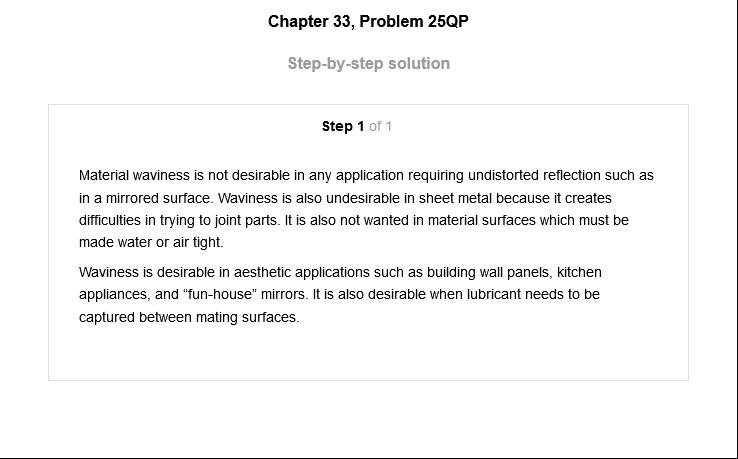 Chapter 33, Problem 25QP
Step-by-step solution
Step 1 of 1
Material waviness is not desirable in any application requiring undistorted reflection such as
in a mirrored surface. Waviness is also undesirable in sheet metal because it creates
difficulties in trying to joint parts. It is also not wanted in material surfaces which must be
made water or air tight.
Waviness is desirable in aesthetic applications such as building wall panels, kitchen
appliances, and “fun-house” mirrors. It is also desirable when lubricant needs to be
captured between mating surfaces.